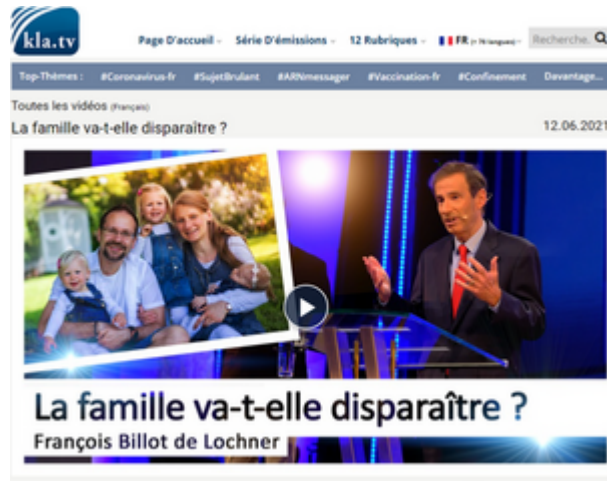 kla.tv
Page D'accueil Série D'émissions 12 Rubriques FR (+ 76 langues) Recherche.
Top-Thèmes : #Coronavirus-fr #SujetBrulant #ARNmessager #Vaccination-fr #Confinement Davantage...
Toutes les vidéos (Français)
La famille va-t-elle disparaître ? 12.06.2021
La famille va-t-elle disparaître ?
François Billot de Lochner